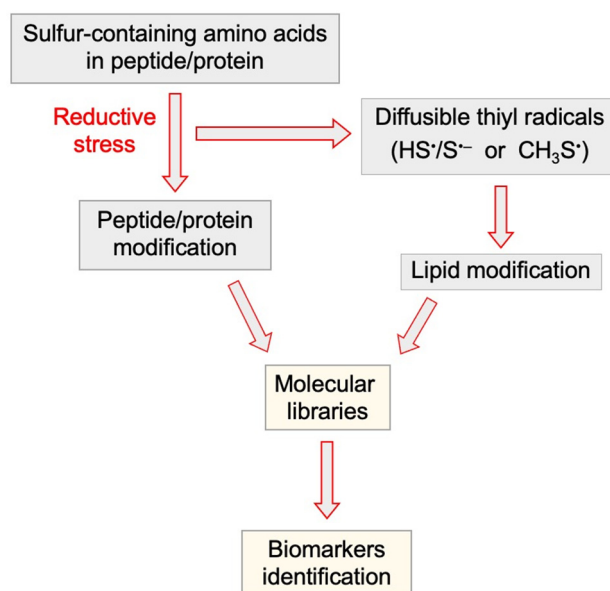 Sulfur-containing amino acids
in peptide/protein
Reductive
stress
Diffusible thiyl radicals
(HS•/S•– or CH₃S•)
Peptide/protein
modification
Lipid modification
Molecular
libraries
Biomarkers
identification